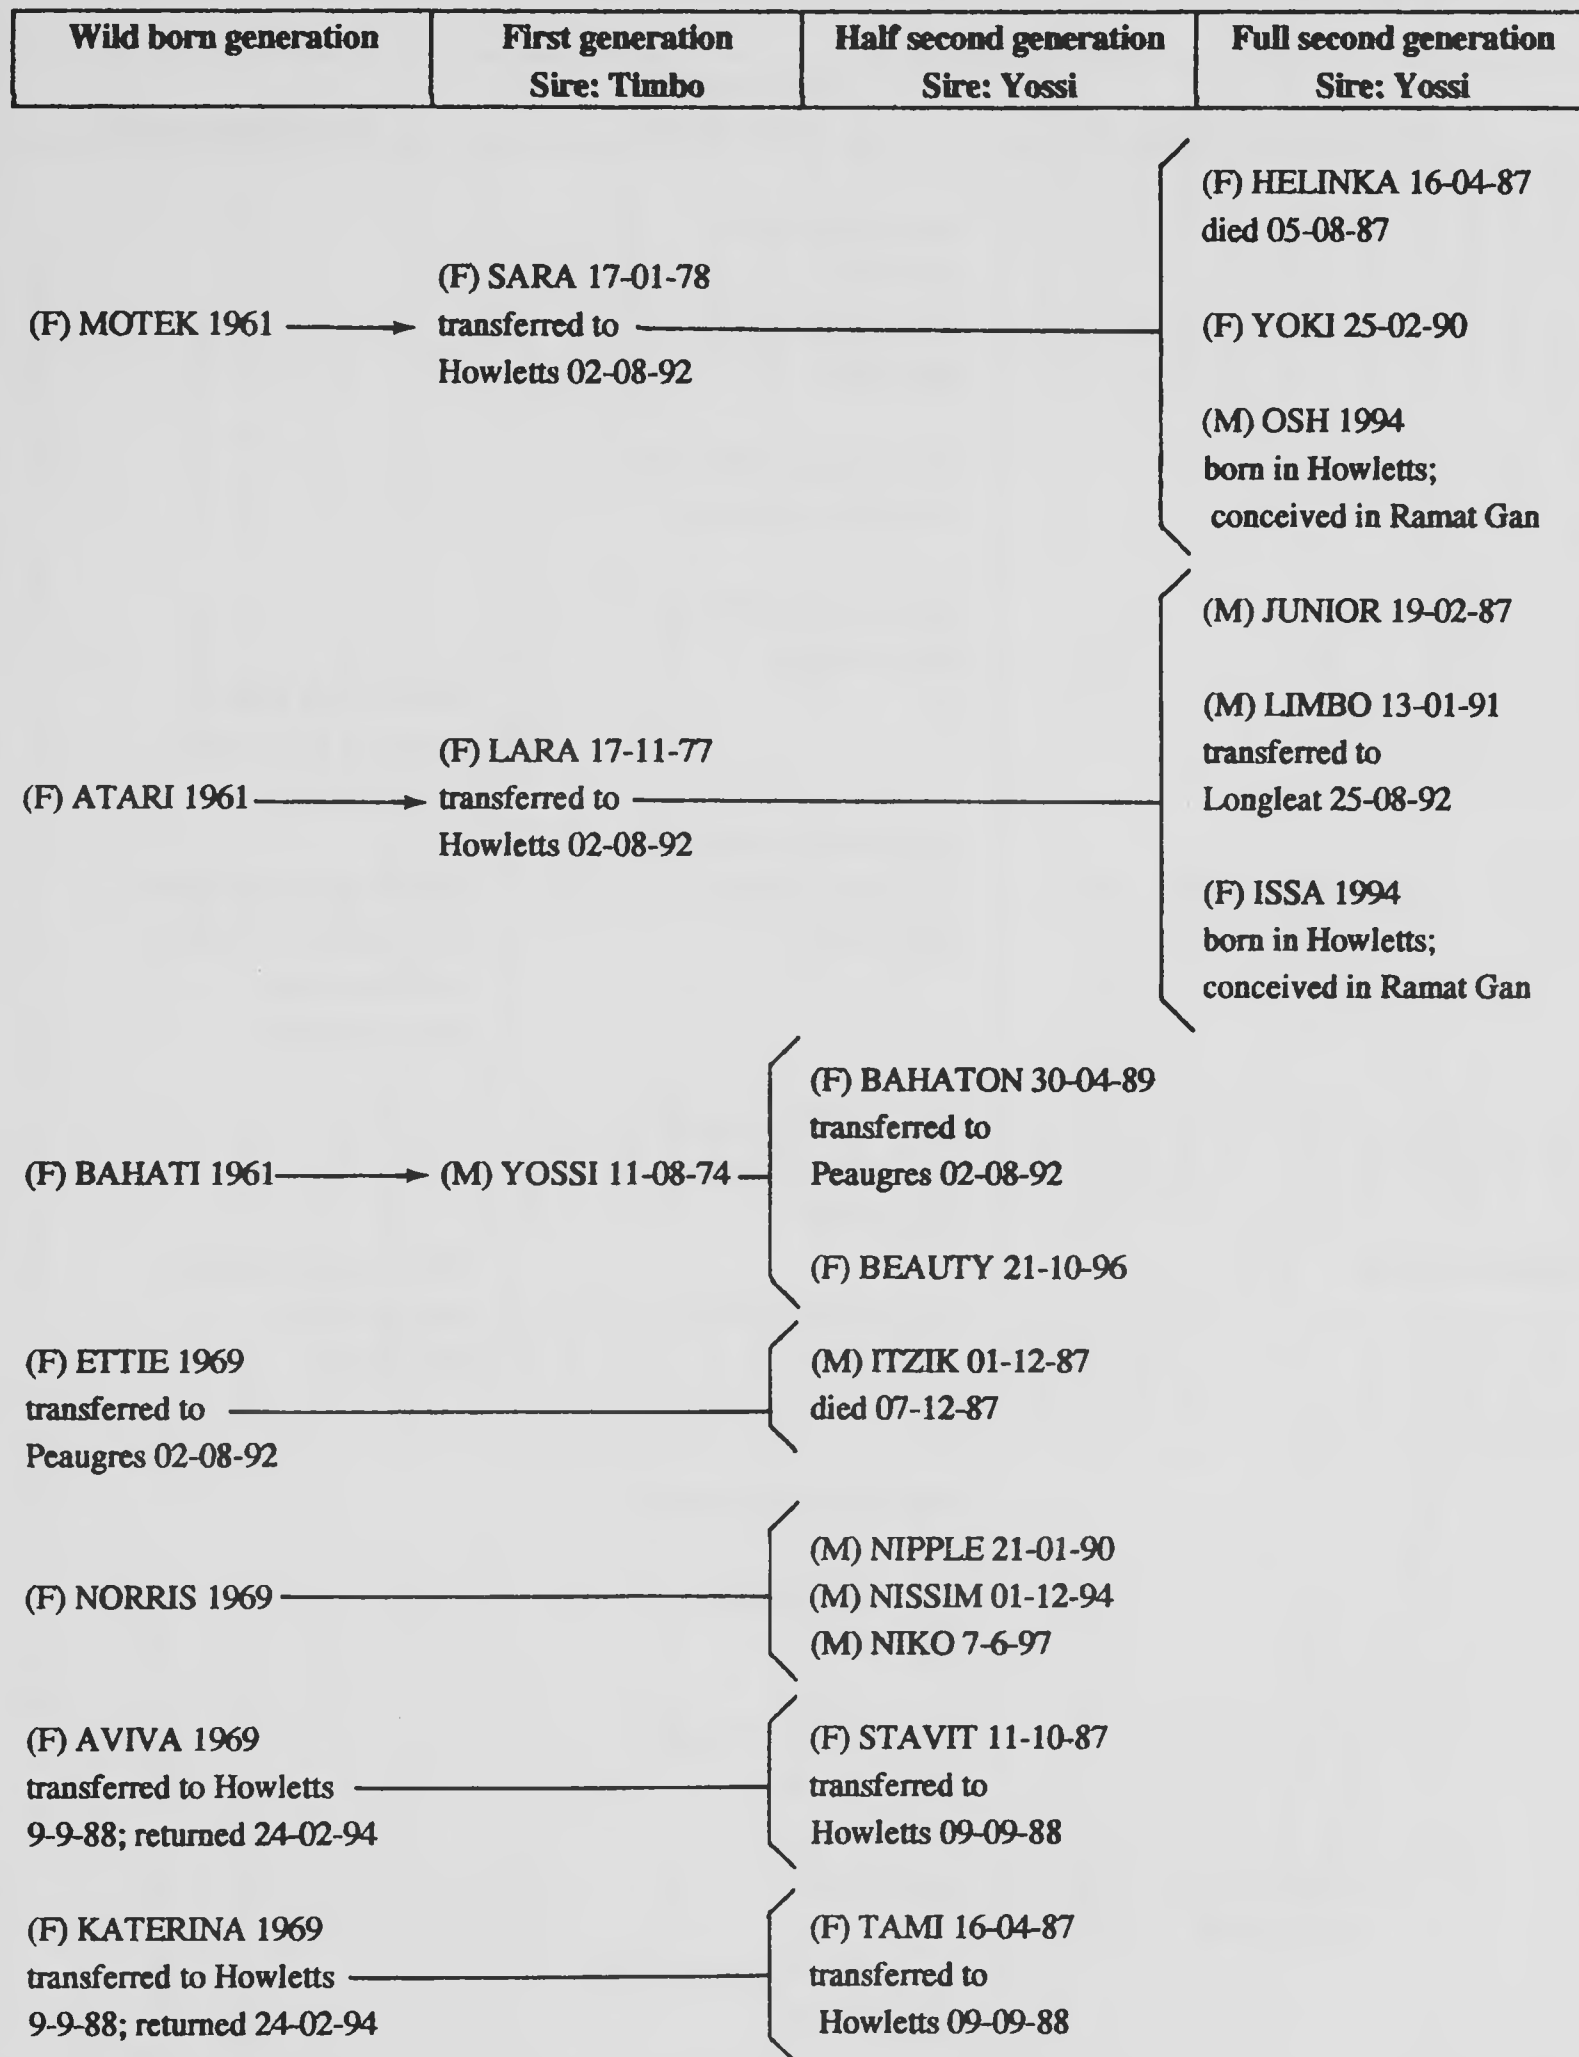 Wild born generation
First generation
Sire: Timbo
Half second generation
Sire: Yossi
Full second generation
Sire: Yossi
(F) MOTEK 1961
(F) SARA 17-01-78
transferred to
Howletts 02-08-92
(F) HELINKA 16-04-87
died 05-08-87
(F) YOKI 25-02-90
(M) OSH 1994
born in Howletts;
conceived in Ramat Gan
(F) ATARI 1961
(F) LARA 17-11-77
transferred to
Howletts 02-08-92
(M) JUNIOR 19-02-87
(M) LIMBO 13-01-91
transferred to
Longleat 25-08-92
(F) ISSA 1994
born in Howletts;
conceived in Ramat Gan
(F) BAHATI 1961
(M) YOSSI 11-08-74
(F) BAHATON 30-04-89
transferred to
Peaugres 02-08-92
(F) BEAUTY 21-10-96
(F) ETTIE 1969
transferred to
Peaugres 02-08-92
(M) ITZIK 01-12-87
died 07-12-87
(F) NORRIS 1969
(M) NIPPLE 21-01-90
(M) NISSIM 01-12-94
(M) NIKO 7-6-97
(F) AVIVA 1969
transferred to Howletts
9-9-88; returned 24-02-94
(F) STAVIT 11-10-87
transferred to
Howletts 09-09-88
(F) KATERINA 1969
transferred to Howletts
9-9-88; returned 24-02-94
(F) TAMI 16-04-87
transferred to
Howletts 09-09-88